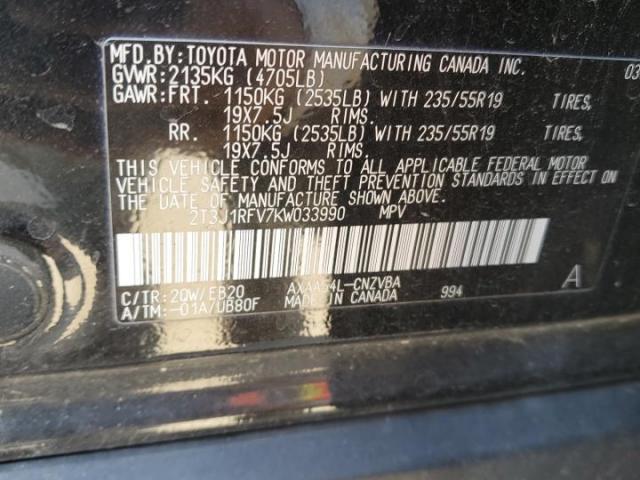 MFD.BY:TOYOTA MOTOR MANUFACTURING CANADA INC. 03
GVWR:2135KG (4705LB)
GAWR:FRT. 1150KG (2535LB) WITH 235/55R19 TIRES,
19X7.5J RIMS.
RR. 1150KG (2535LB) WITH 235/55R19 TIRES,
19X7.5J RIMS.
THIS VEHICLE CONFORMS TO ALL APPLICABLE FEDERAL MOTOR
VEHICLE SAFETY AND THEFT PREVENTION STANDARDS IN EFFECT ON
THE DATE OF MANUFACTURE SHOWN ABOVE.
2T3J1RFV7KW033990 MPV
C/TR:2QW/EB20 AXAA54L-CNZVBA A
A/TM:-01A/UB80F MADE IN CANADA 994